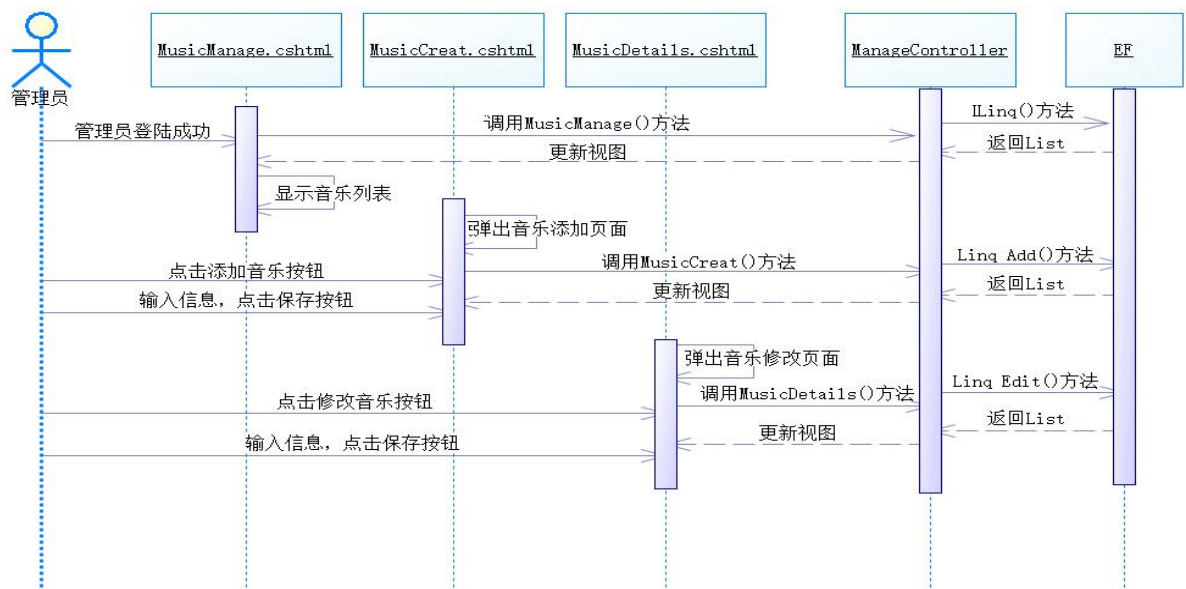 MusicManage.cshtml
MusicCreat.cshtml
MusicDetails.cshtml
ManageController
EF
管理员
管理员登陆成功
调用MusicManage()方法
ILinq()方法
更新视图
返回List
显示音乐列表
弹出音乐添加页面
点击添加音乐按钮
调用MusicCreat()方法
Linq Add()方法
输入信息，点击保存按钮
更新视图
返回List
弹出音乐修改页面
点击修改音乐按钮
调用MusicDetails()方法
Linq Edit()方法
输入信息，点击保存按钮
更新视图
返回List